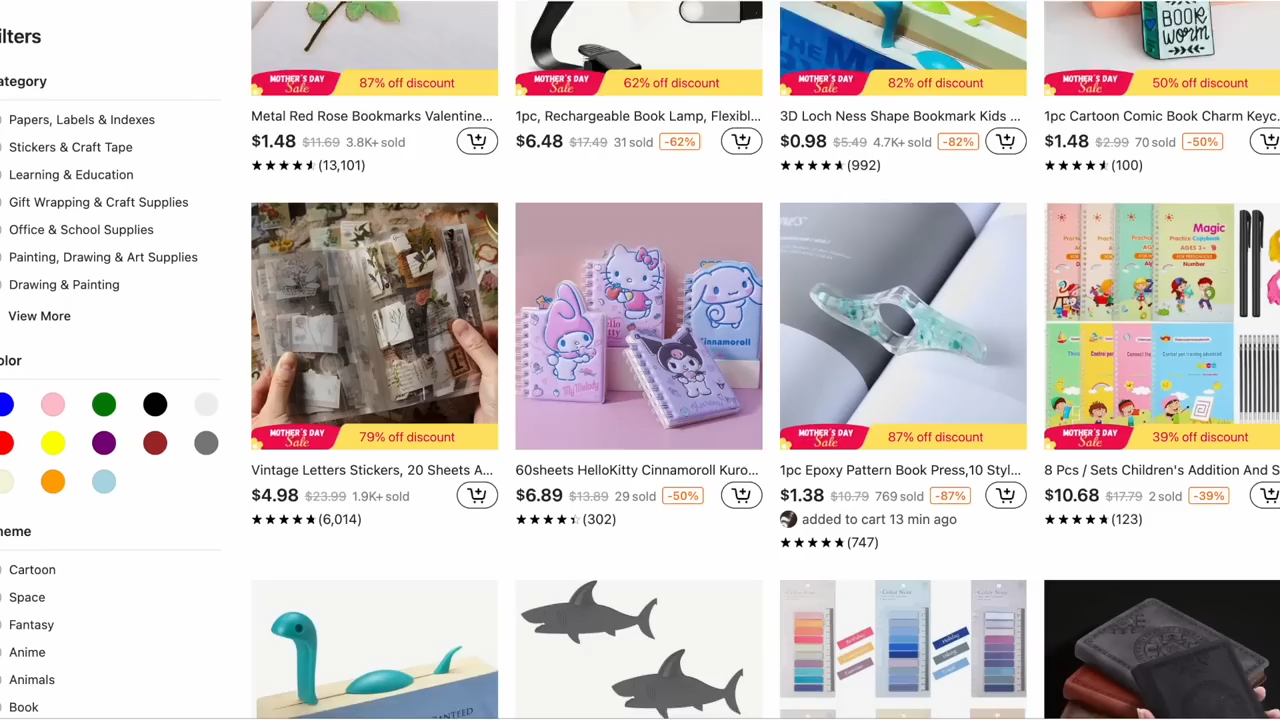 ilters
ategory
Papers, Labels & Indexes
Stickers & Craft Tape
Learning & Education
Gift Wrapping & Craft Supplies
Office & School Supplies
Painting, Drawing & Art Supplies
Drawing & Painting
View More
olor
heme
Cartoon
Space
Fantasy
Anime
Animals
Book
MOTHER'S DAY Sale 87% off discount
Metal Red Rose Bookmarks Valentine...
$1.48 $11.69 3.8K+ sold
(13,101)
MOTHER'S DAY Sale 62% off discount
1pc, Rechargeable Book Lamp, Flexibl...
$6.48 $17.49 31 sold -62%
THE
MOTHER'S DAY Sale 82% off discount
3D Loch Ness Shape Bookmark Kids ...
$0.98 $5.49 4.7K+ sold -82%
(992)
BOOK
WORM
MOTHER'S DAY Sale 50% off discount
1pc Cartoon Comic Book Charm Keyc...
$1.48 $2.99 70 sold -50%
(100)
MOTHER'S DAY Sale 79% off discount
Vintage Letters Stickers, 20 Sheets A...
$4.98 $23.99 1.9K+ sold
(6,014)
My Melody
Cinnamoroll
60sheets HelloKitty Cinnamoroll Kuro...
$6.89 $13.89 29 sold -50%
(302)
MOTHER'S DAY Sale 87% off discount
1pc Epoxy Pattern Book Press,10 Styl...
$1.38 $10.79 769 sold -87%
added to cart 13 min ago
(747)
Magic
Practice Copybook
AGES 3+
FOR PRESCHOOLERS
Number
MOTHER'S DAY Sale 39% off discount
8 Pcs / Sets Children's Addition And S
$10.68 $17.79 2 sold -39%
(123)